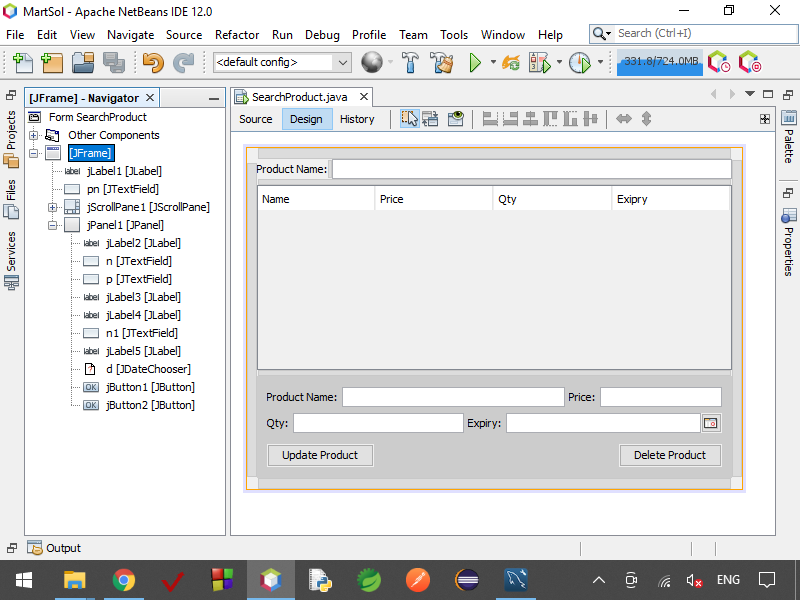 MartSol - Apache NetBeans IDE 12.0
File Edit View Navigate Source Refactor Run Debug Profile Team Tools Window Help
Search (Ctrl+I)
<default config>
331.8/724.0MB
[JFrame] - Navigator
Form SearchProduct
Other Components
[JFrame]
label jLabel1 [JLabel]
pn [JTextField]
jScrollPane1 [JScrollPane]
jPanel1 [JPanel]
label jLabel2 [JLabel]
n [JTextField]
p [JTextField]
label jLabel3 [JLabel]
label jLabel4 [JLabel]
n1 [JTextField]
label jLabel5 [JLabel]
d [JDateChooser]
OK jButton1 [JButton]
OK jButton2 [JButton]
Projects
Files
Services
SearchProduct.java
Source Design History
Product Name:
Name Price Qty Exipry
Product Name: Price:
Qty: Expiry:
Update Product Delete Product
Palette
Properties
Output
ENG